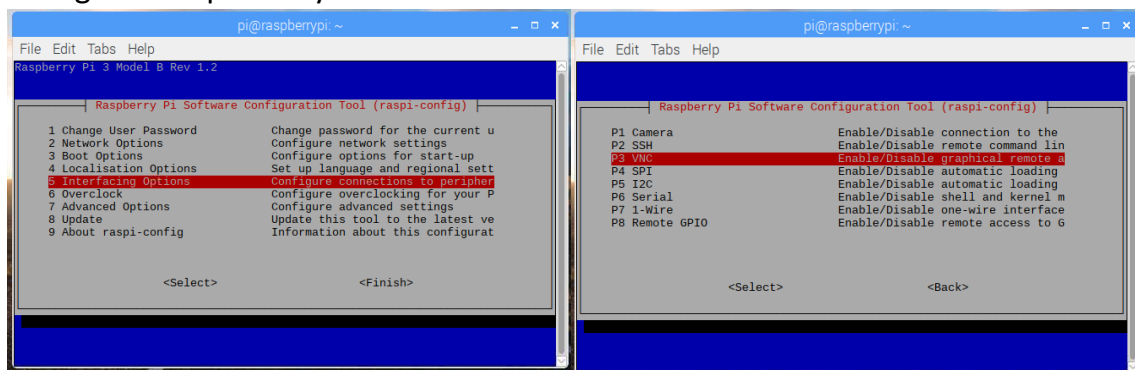 pi@raspberrypi: ~
File Edit Tabs Help
Raspberry Pi 3 Model B Rev 1.2
Raspberry Pi Software Configuration Tool (raspi-config)
1 Change User Password Change password for the current u
2 Network Options Configure network settings
3 Boot Options Configure options for start-up
4 Localisation Options Set up language and regional sett
5 Interfacing Options Configure connections to peripher
6 Overclock Configure overclocking for your P
7 Advanced Options Configure advanced settings
8 Update Update this tool to the latest ve
9 About raspi-config Information about this configurat
<Select> <Finish>
pi@raspberrypi: ~
File Edit Tabs Help
Raspberry Pi Software Configuration Tool (raspi-config)
P1 Camera Enable/Disable connection to the
P2 SSH Enable/Disable remote command lin
P3 VNC Enable/Disable graphical remote a
P4 SPI Enable/Disable automatic loading
P5 I2C Enable/Disable automatic loading
P6 Serial Enable/Disable shell and kernel m
P7 1-Wire Enable/Disable one-wire interface
P8 Remote GPIO Enable/Disable remote access to G
<Select> <Back>